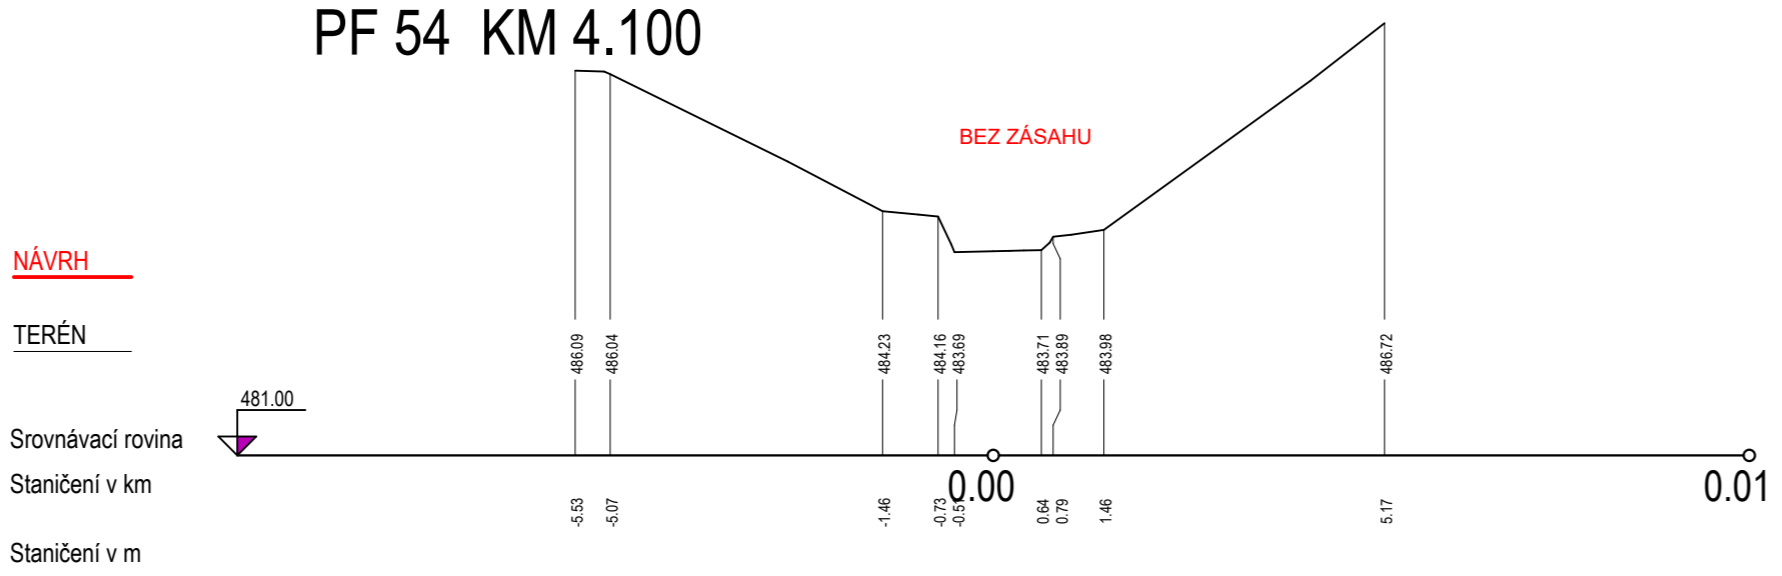 PF 54 KM 4.100
BEZ ZÁSAHU
NÁVRH
TERÉN
486.09 486.04 484.23 484.16 483.69 483.71 483.89 483.98 486.72
481.00
Srovnávací rovina
Staničení v km
0.00 0.01
-5.53 -5.07 -1.46 -0.73 -0.51 0.64 0.79 1.46 5.17
Staničení v m